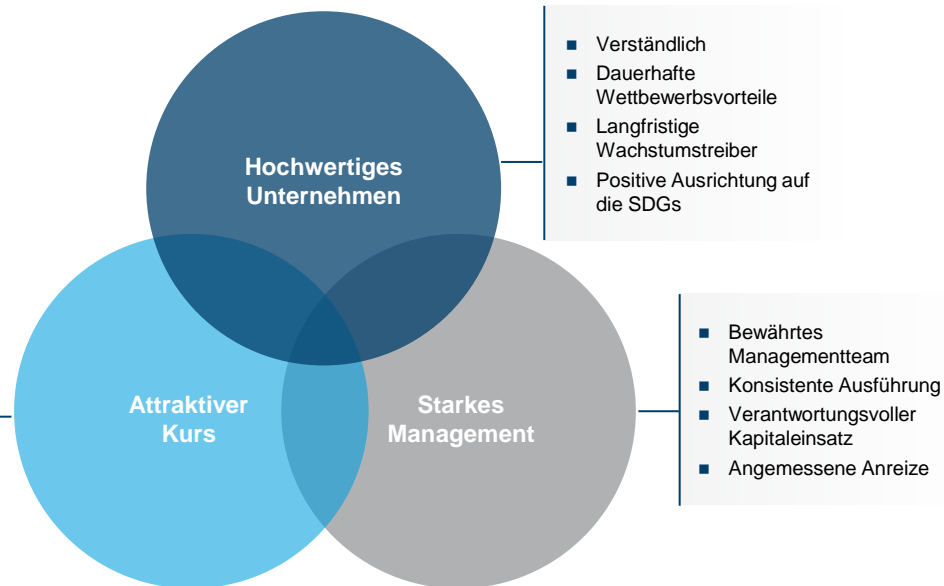 Hochwertiges
Unternehmen
■ Verständlich
■ Dauerhafte
Wettbewerbsvorteile
■ Langfristige
Wachstumstreiber
■ Positive Ausrichtung auf
die SDGs
Attraktiver
Kurs
Starkes
Management
■ Bewährtes
Managementteam
■ Konsistente Ausführung
■ Verantwortungsvoller
Kapitaleinsatz
■ Angemessene Anreize